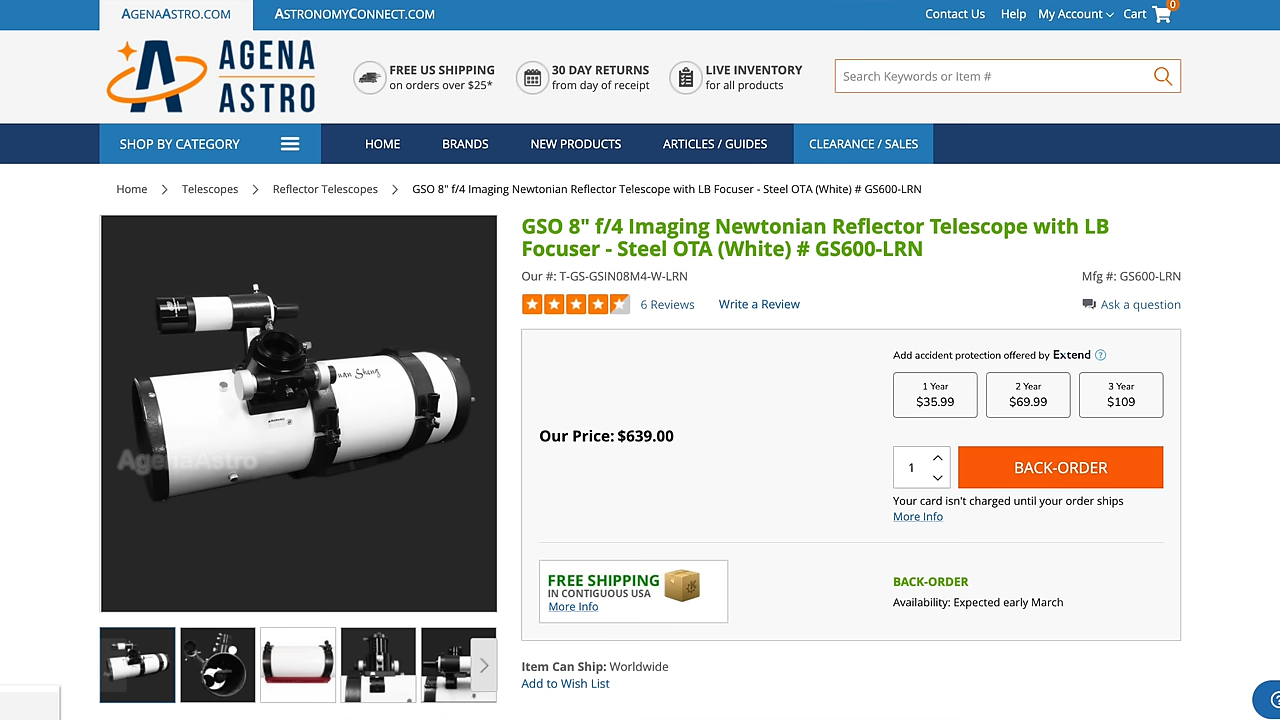 AGENAASTRO.COM
ASTRONOMYCONNECT.COM
Contact Us
Help
My Account
Cart
0
AGENA
ASTRO
FREE US SHIPPING
on orders over $25*
30 DAY RETURNS
from day of receipt
LIVE INVENTORY
for all products
Search Keywords or Item #
SHOP BY CATEGORY
HOME
BRANDS
NEW PRODUCTS
ARTICLES / GUIDES
CLEARANCE / SALES
Home
Telescopes
Reflector Telescopes
GSO 8" f/4 Imaging Newtonian Reflector Telescope with LB Focuser - Steel OTA (White) # GS600-LRN
GSO 8" f/4 Imaging Newtonian Reflector Telescope with LB
Focuser - Steel OTA (White) # GS600-LRN
Our #: T-GS-GSIN08M4-W-LRN
Mfg #: GS600-LRN
6 Reviews
Write a Review
Ask a question
Add accident protection offered by Extend ?
1 Year
$35.99
2 Year
$69.99
3 Year
$109
Our Price: $639.00
1
BACK-ORDER
Your card isn't charged until your order ships
More Info
FREE SHIPPING
IN CONTIGUOUS USA
More Info
BACK-ORDER
Availability: Expected early March
Item Can Ship: Worldwide
Add to Wish List
Sheng
AgenaAstro